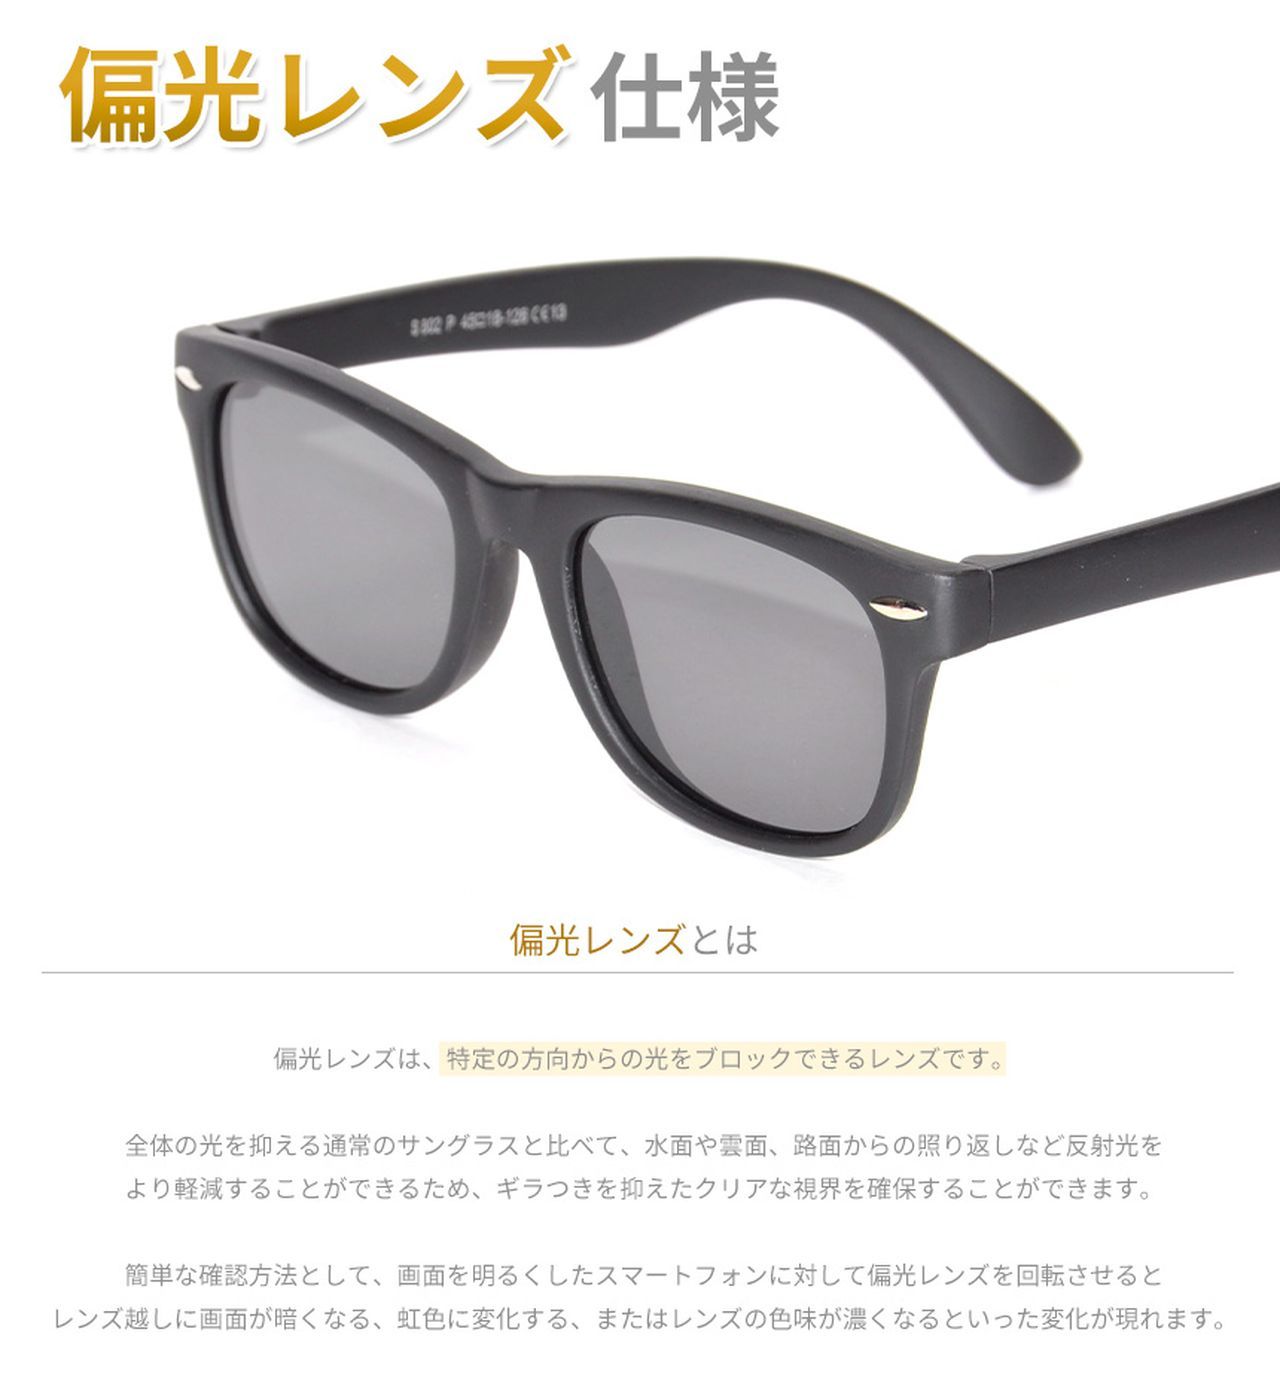 偏光レンズ仕様
偏光レンズとは
偏光レンズは、特定の方向からの光をブロックできるレンズです。
全体の光を抑える通常のサングラスと比べて、水面や雲面、路面からの照り返しなど反射光を
より軽減することができるため、ギラつきを抑えたクリアな視界を確保することができます。
簡単な確認方法として、画面を明るくしたスマートフォンに対して偏光レンズを回転させると
レンズ越しに画面が暗くなる、虹色に変化する、またはレンズの色味が濃くなるといった変化が現れます。